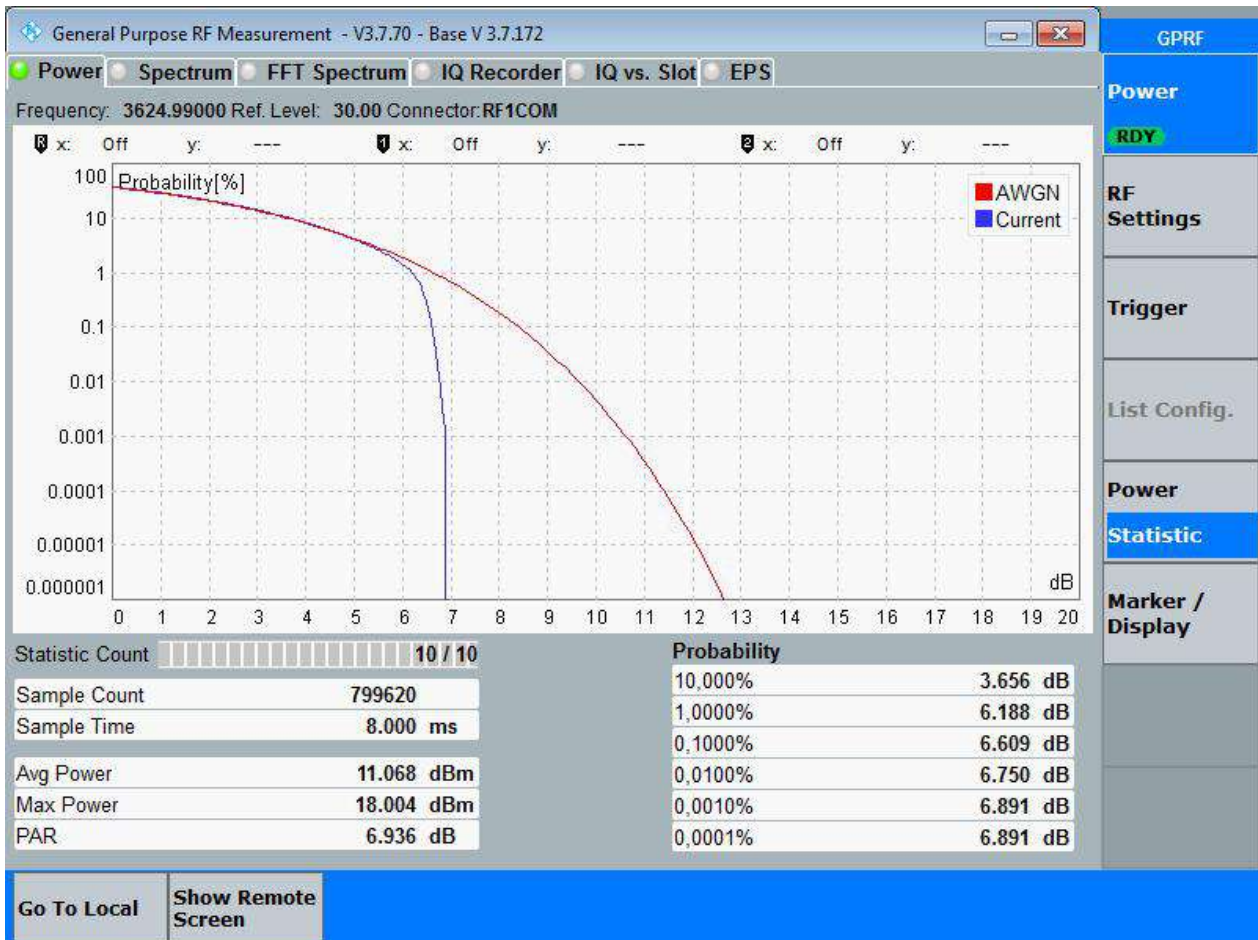 General Purpose RF Measurement - V3.7.70 - Base V 3.7.172
GPRF
Power Spectrum FFT Spectrum IQ Recorder IQ vs. Slot EPS
Frequency: 3624.99000 Ref. Level: 30.00 Connector:RF1COM
R x: Off y: --- 1 x: Off y: --- 2 x: Off y: ---
Probability[%]
AWGN
Current
100
10
1
0.1
0.01
0.001
0.0001
0.00001
0.000001
dB
0 1 2 3 4 5 6 7 8 9 10 11 12 13 14 15 16 17 18 19 20
Statistic Count 10 / 10
Sample Count 799620
Sample Time 8.000 ms
Avg Power 11.068 dBm
Max Power 18.004 dBm
PAR 6.936 dB
Probability
10,000% 3.656 dB
1,0000% 6.188 dB
0,1000% 6.609 dB
0,0100% 6.750 dB
0,0010% 6.891 dB
0,0001% 6.891 dB
Power
RDY
RF
Settings
Trigger
List Config.
Power
Statistic
Marker /
Display
Go To Local
Show Remote
Screen